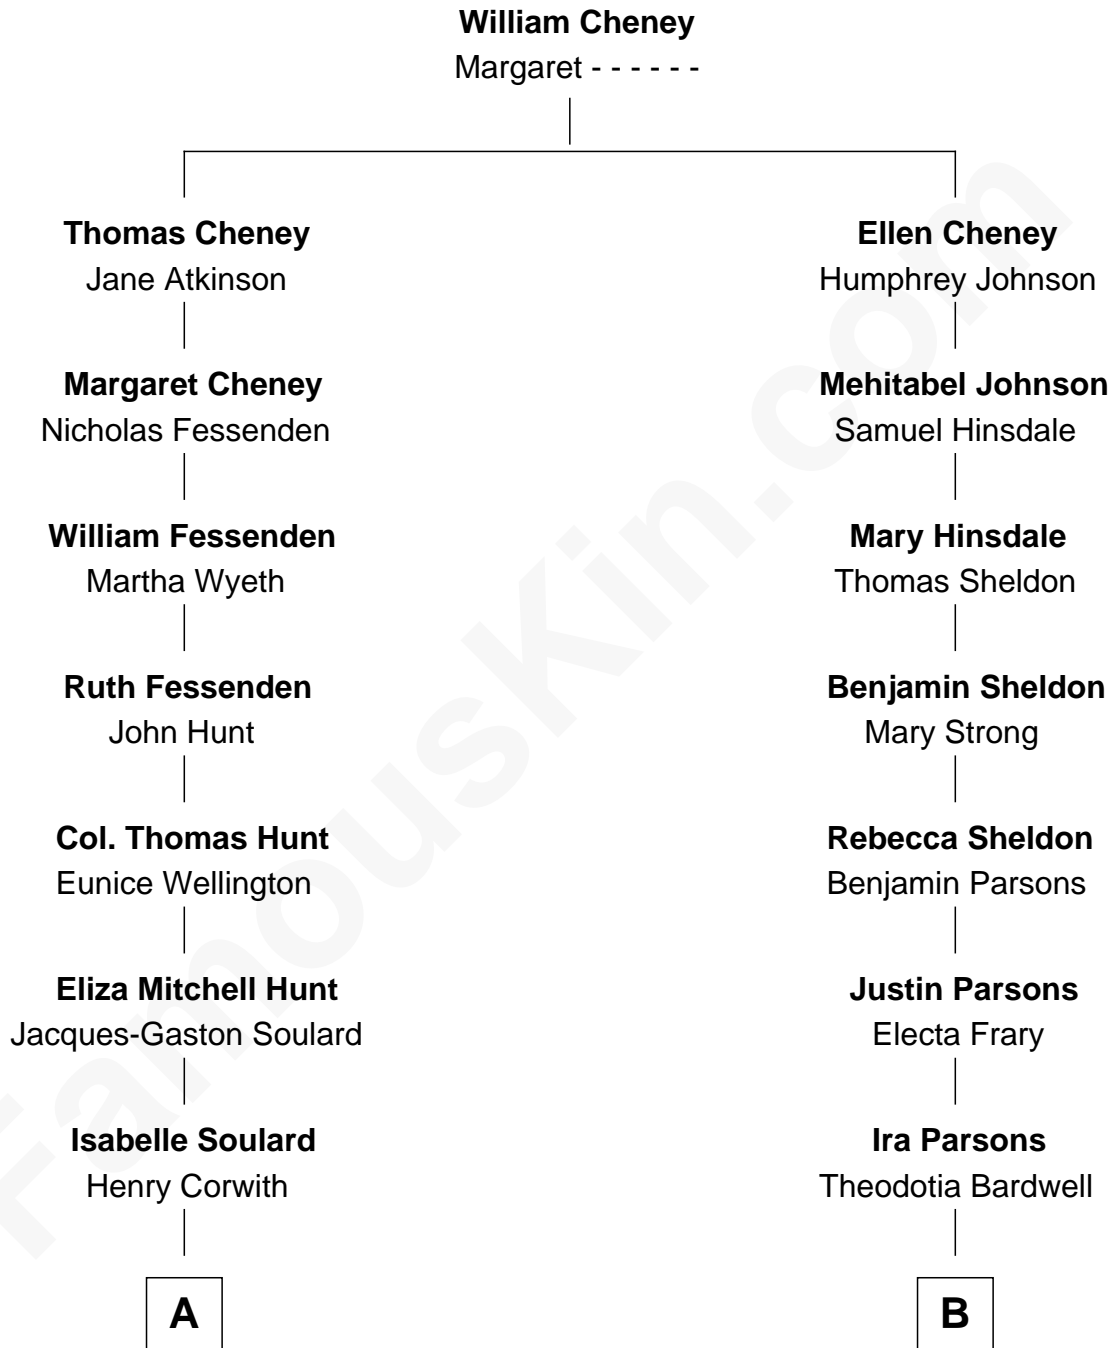 William Cheney
Margaret - - - - - -
Thomas Cheney
Jane Atkinson
Ellen Cheney
Humphrey Johnson
Margaret Cheney
Nicholas Fessenden
Mehitabel Johnson
Samuel Hinsdale
William Fessenden
Martha Wyeth
Mary Hinsdale
Thomas Sheldon
Ruth Fessenden
John Hunt
Benjamin Sheldon
Mary Strong
Col. Thomas Hunt
Eunice Wellington
Rebecca Sheldon
Benjamin Parsons
Eliza Mitchell Hunt
Jacques-Gaston Soulard
Justin Parsons
Electa Frary
Isabelle Soulard
Henry Corwith
Ira Parsons
Theodotia Bardwell
A
B
FamousKin.com